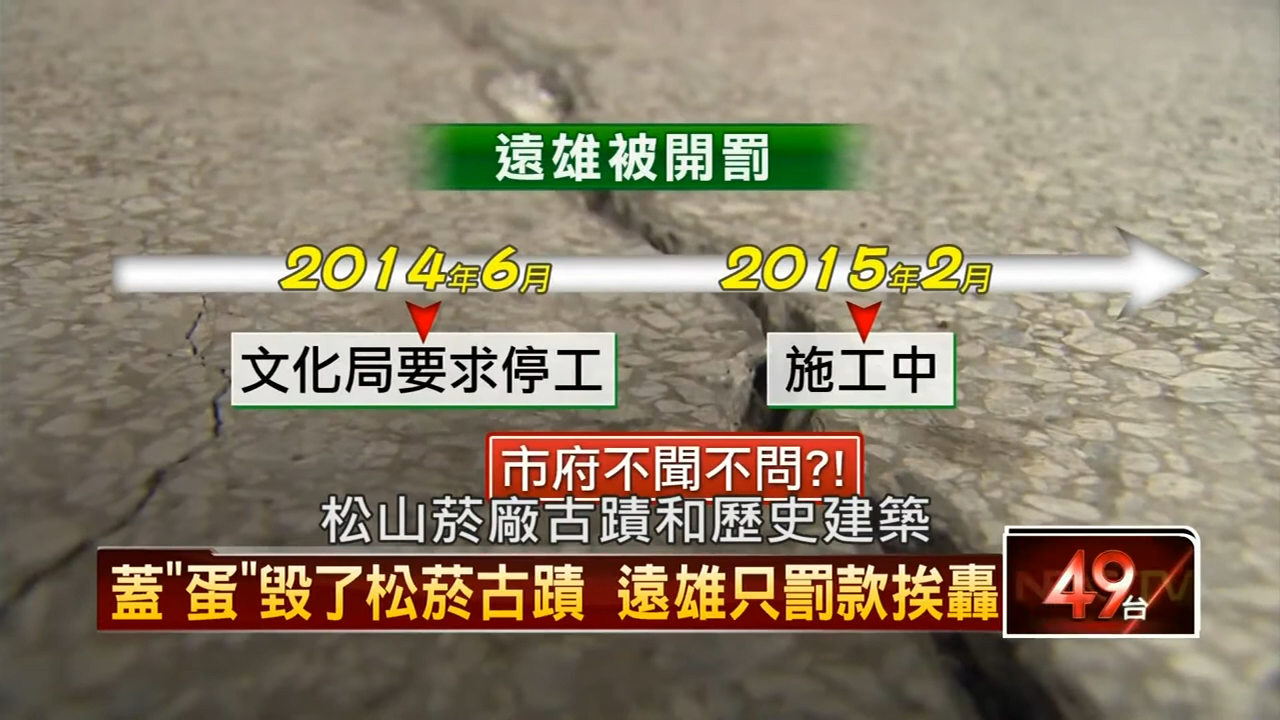 遠雄被開罰
2014年6月
2015年2月
文化局要求停工
施工中
市府不聞不問?!
松山菸廠古蹟和歷史建築
蓋"蛋"毀了松菸古蹟 遠雄只罰款挨轟
49台